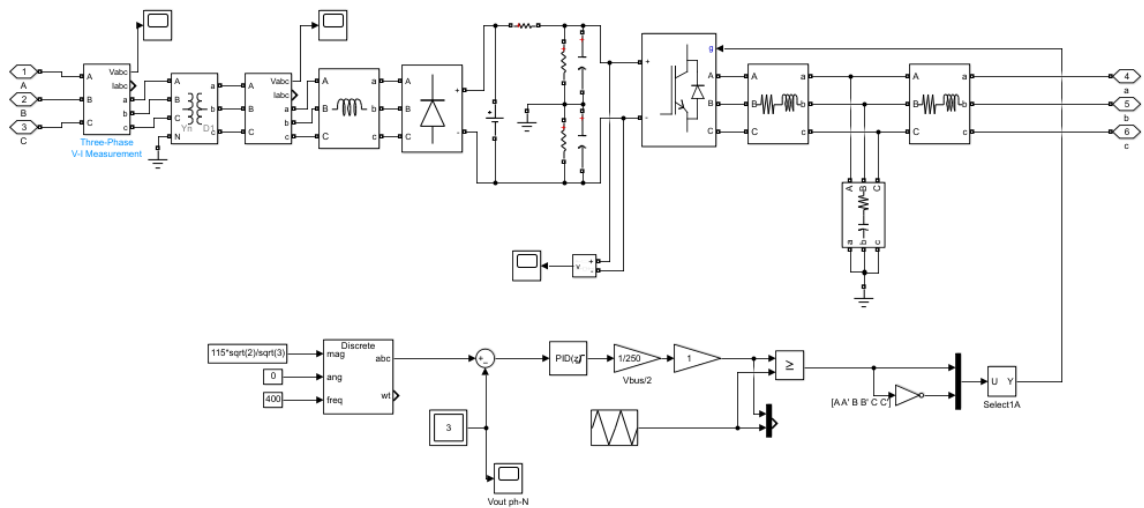 1
A
2
B
3
C
A
B
C
Vabc
Iabc
a
b
c
Three-Phase
V-I Measurement
A
B
C
N
a
b
c
Yn
D1
A
B
C
Vabc
Iabc
a
b
c
A
B
C
a
b
c
A
B
C
+
-
+
-
g
A
B
C
A
B
C
a
b
c
A
B
C
a
b
c
4
a
5
b
6
c
A
B
C
a
b
c
v
+
-
115*sqrt(2)/sqrt(3)
0
400
Discrete
mag
ang
freq
abc
wt
3
Vout ph-N
PID(z)
1/250
Vbus/2
1
≥
[A A' B B' C C']
U Y
Select1A